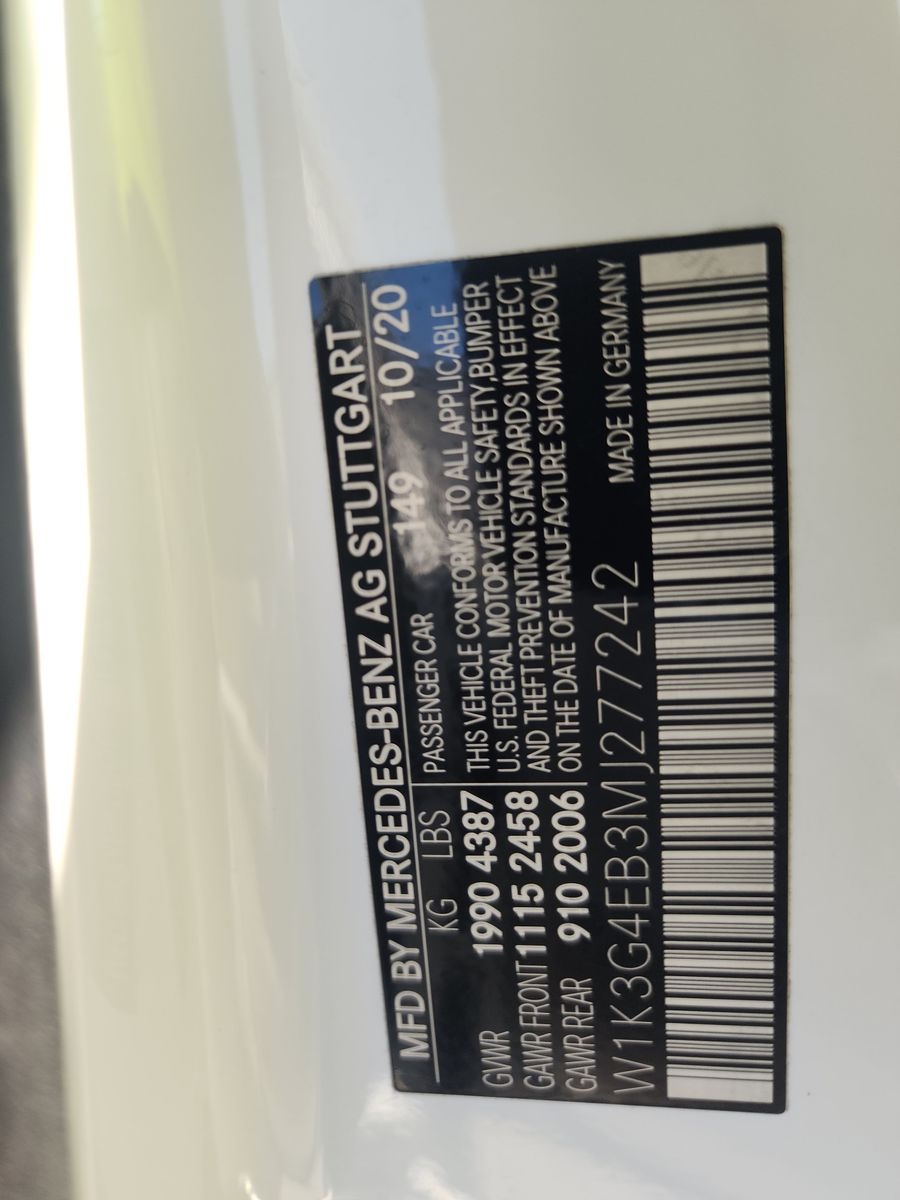 MFD BY MERCEDES-BENZ AG STUTTGART
KG LBS PASSENGER CAR 149 10/20
GVWR 1990 4387
GAWR FRONT 1115 2458
GAWR REAR 910 2006
THIS VEHICLE CONFORMS TO ALL APPLICABLE
U.S. FEDERAL MOTOR VEHICLE SAFETY,BUMPER
AND THEFT PREVENTION STANDARDS IN EFFECT
ON THE DATE OF MANUFACTURE SHOWN ABOVE
W1K3G4EB3MJ277242 MADE IN GERMANY